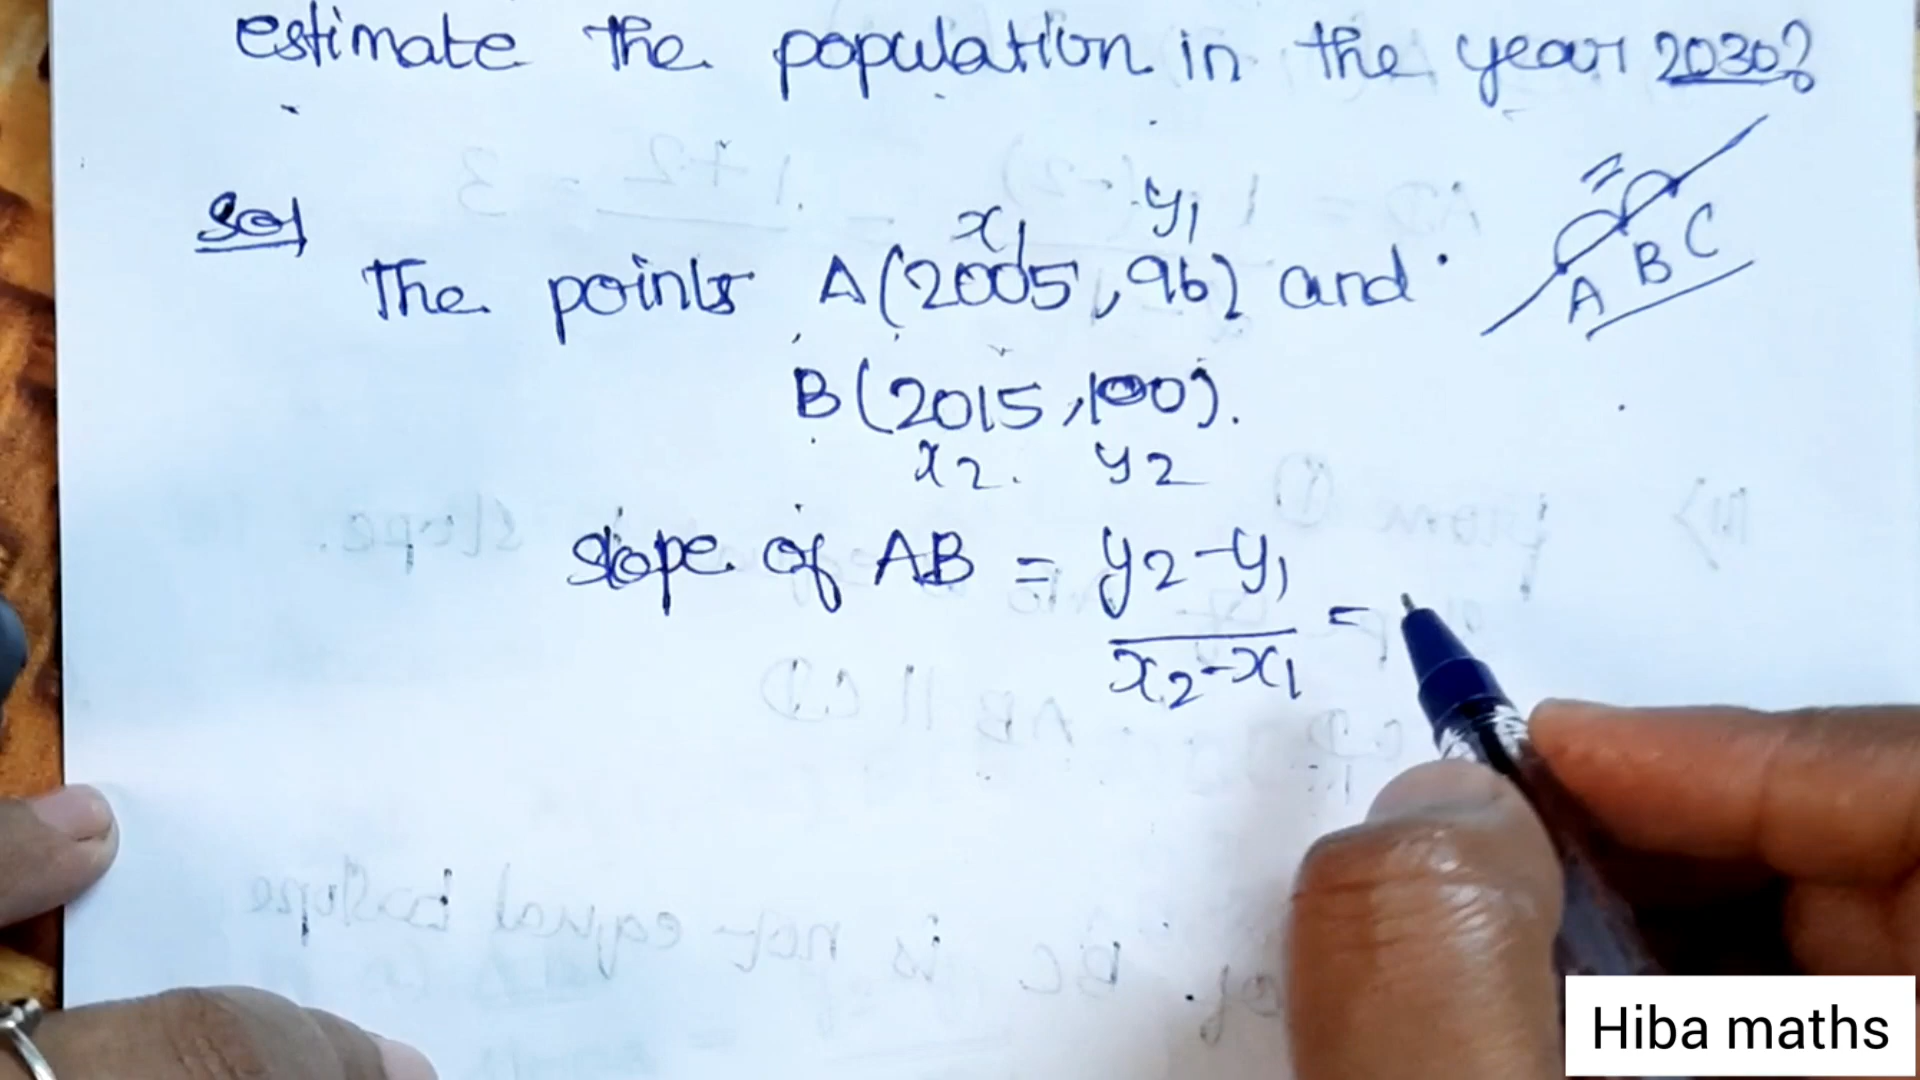 estimate the population in the year 2030?
Sol
x1 y1
The points A(2005,96) and
A B C
B(2015,100).
x2. y2
slope of AB = y2-y1 =
x2-x1
Hiba maths